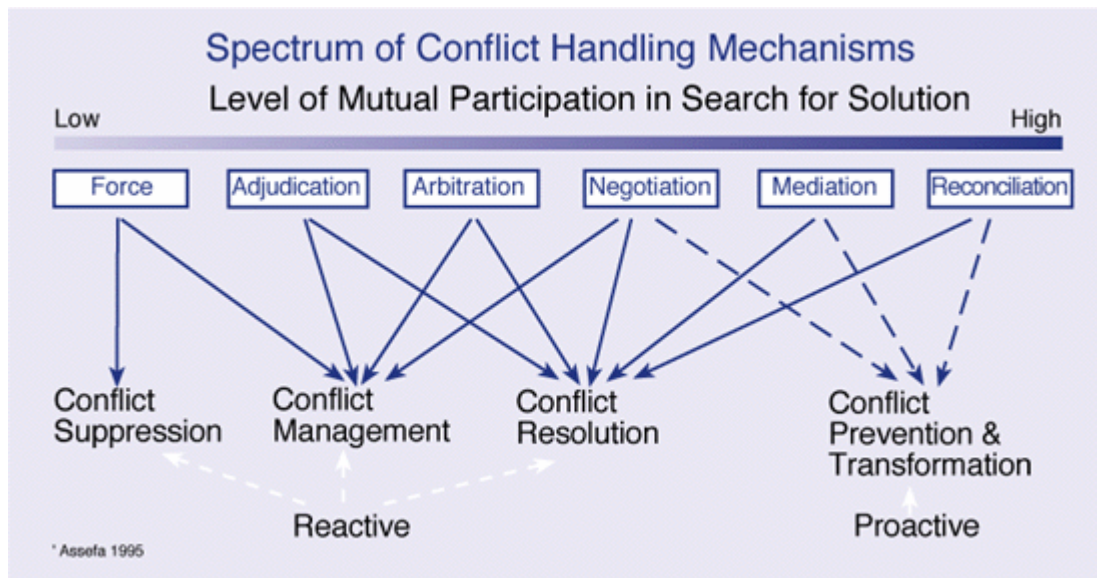 Spectrum of Conflict Handling Mechanisms
Level of Mutual Participation in Search for Solution
Low
High
Force
Adjudication
Arbitration
Negotiation
Mediation
Reconciliation
Conflict
Suppression
Conflict
Management
Conflict
Resolution
Conflict
Prevention &
Transformation
Reactive
Proactive
* Assefa 1995